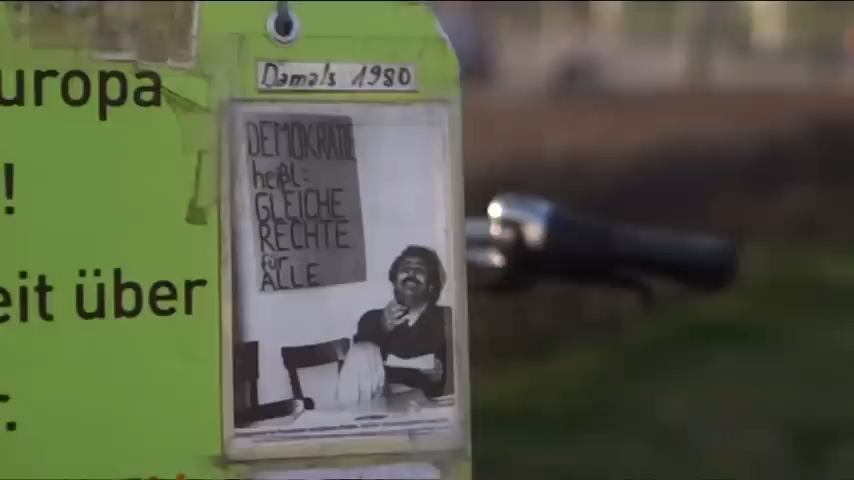 uropa
!
eit über
r.
Damals 1980
DEMOKRATIE
heißt:
GLEICHE
RECHTE
für
ALLE